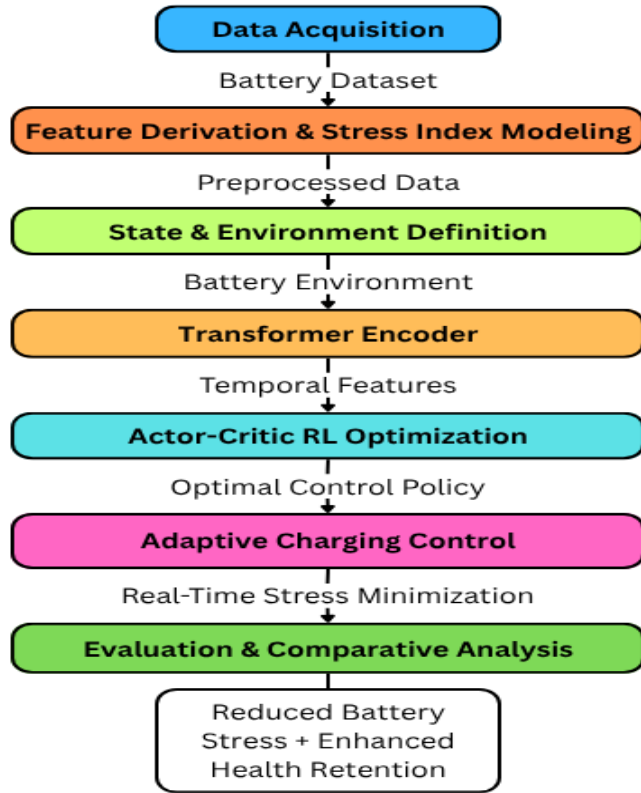 Data Acquisition
Battery Dataset
Feature Derivation & Stress Index Modeling
Preprocessed Data
State & Environment Definition
Battery Environment
Transformer Encoder
Temporal Features
Actor-Critic RL Optimization
Optimal Control Policy
Adaptive Charging Control
Real-Time Stress Minimization
Evaluation & Comparative Analysis
Reduced Battery
Stress + Enhanced
Health Retention